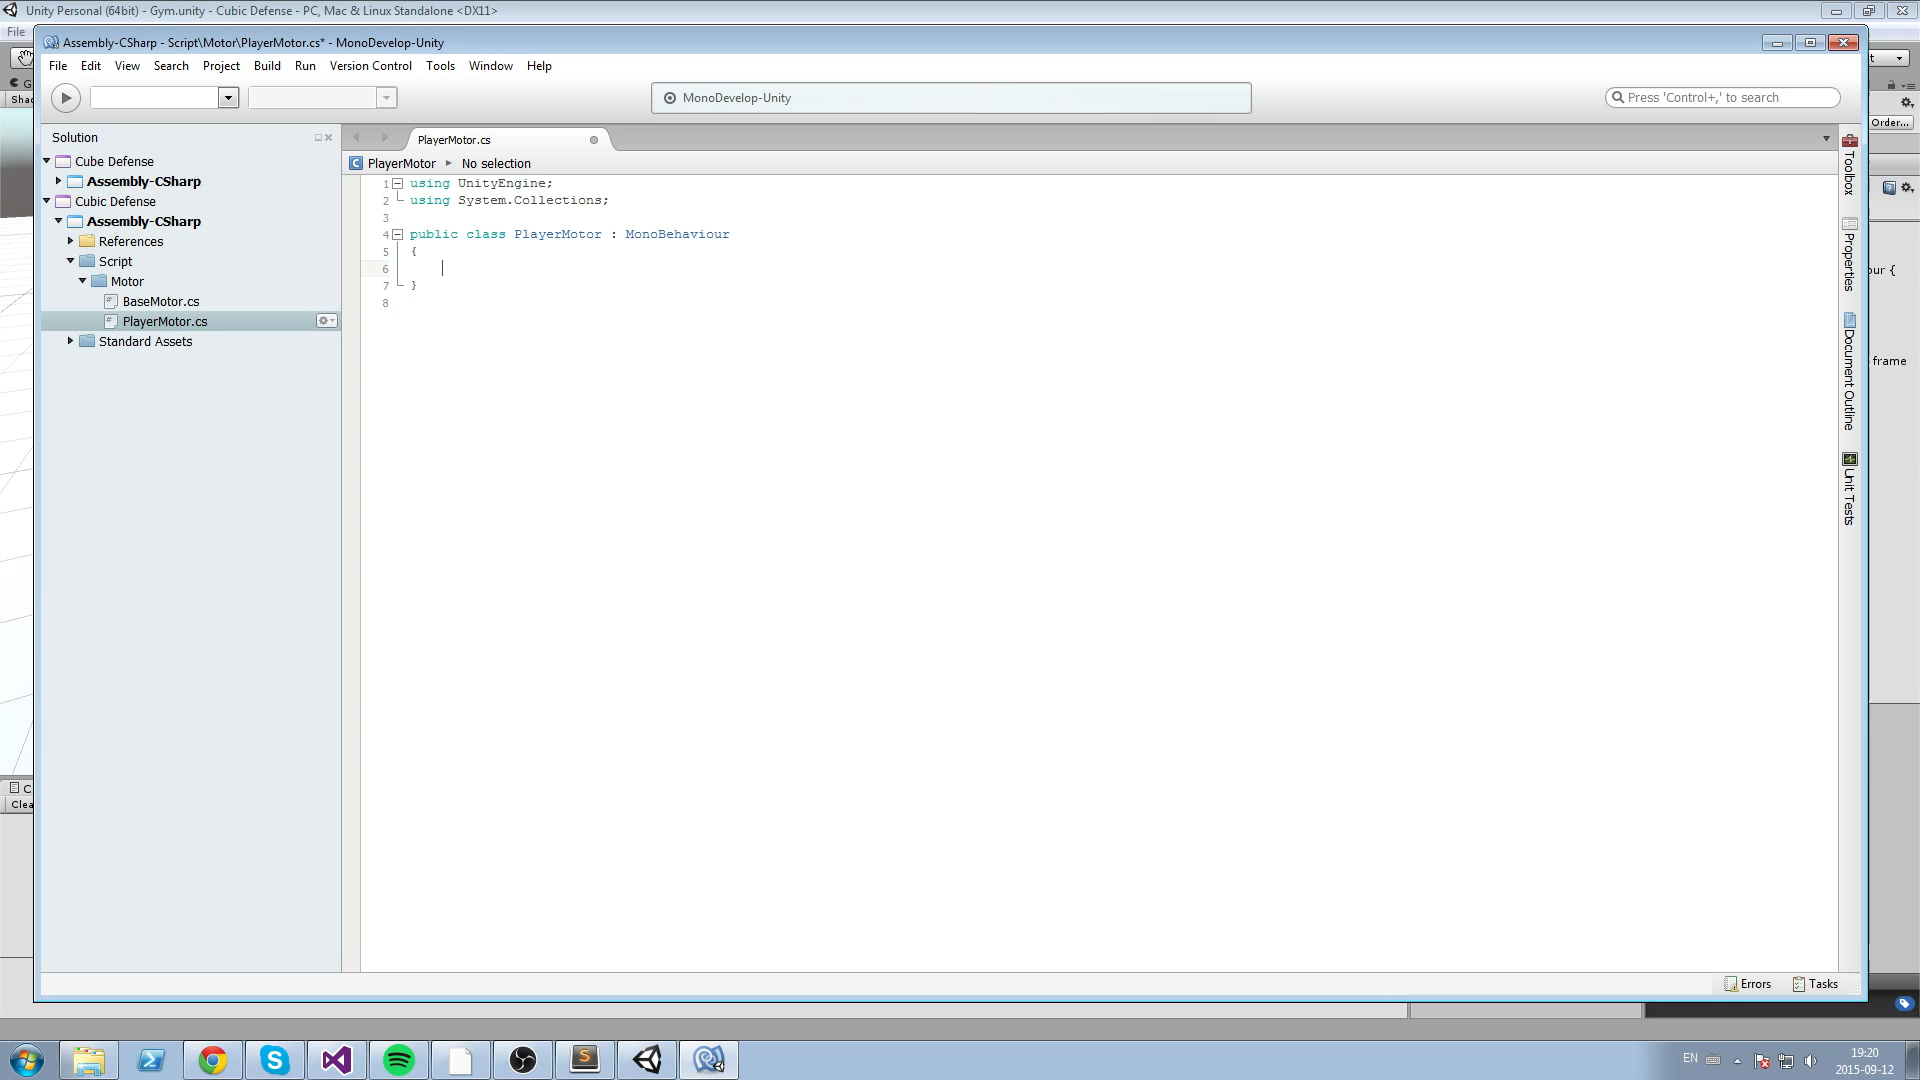 Unity Personal (64bit) - Gym.unity - Cubic Defense - PC, Mac & Linux Standalone <DX11>
File
Assembly-CSharp - Script\Motor\PlayerMotor.cs* - MonoDevelop-Unity
File Edit View Search Project Build Run Version Control Tools Window Help
MonoDevelop-Unity
Press 'Control+,' to search
Solution
Cube Defense
Assembly-CSharp
Cubic Defense
Assembly-CSharp
References
Script
Motor
BaseMotor.cs
PlayerMotor.cs
Standard Assets
PlayerMotor.cs
PlayerMotor No selection
1 using UnityEngine;
2 using System.Collections;
3
4 public class PlayerMotor : MonoBehaviour
5 {
6
7 }
8
Toolbox
Properties
Document Outline
Unit Tests
Order...
our {
frame
Shad
Clea
Errors Tasks
EN
19:20
2015-09-12